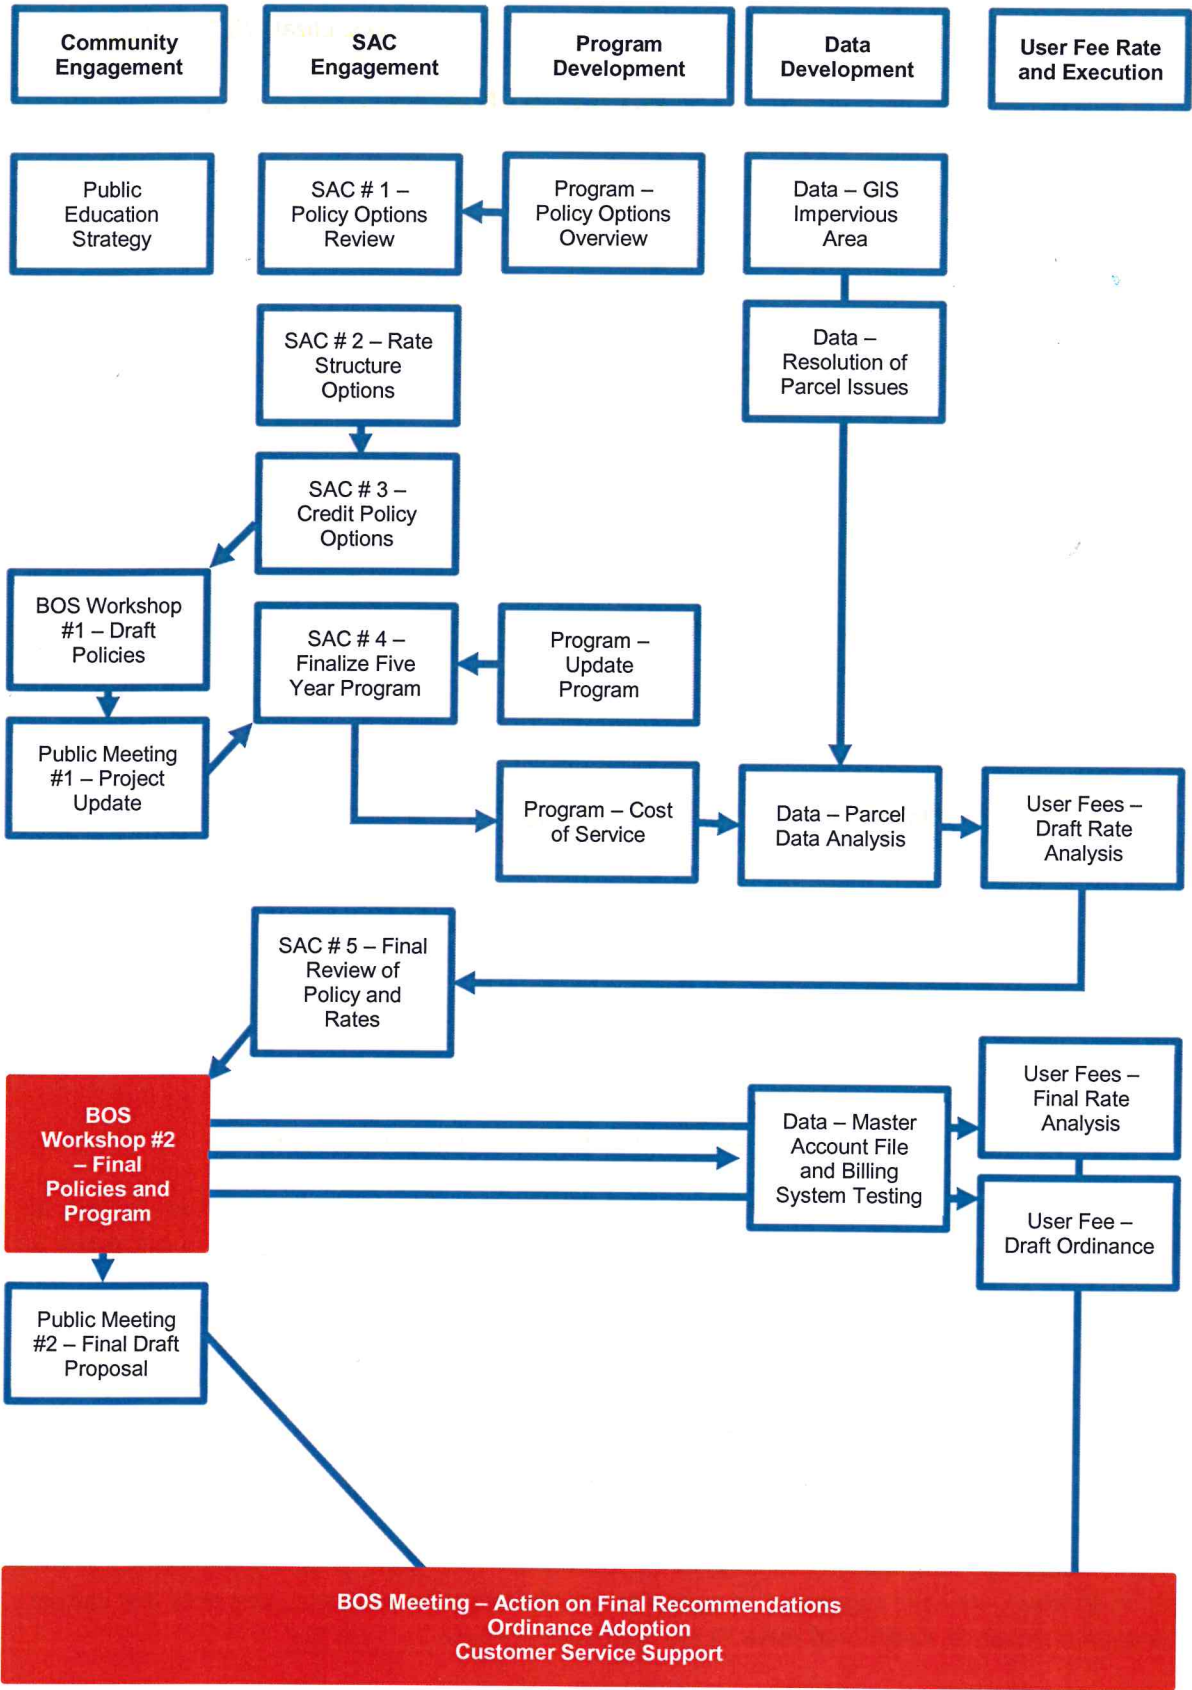 Community
Engagement
SAC
Engagement
Program
Development
Data
Development
User Fee Rate
and Execution
Public
Education
Strategy
SAC # 1 –
Policy Options
Review
Program –
Policy Options
Overview
Data – GIS
Impervious
Area
SAC # 2 – Rate
Structure
Options
Data –
Resolution of
Parcel Issues
SAC # 3 –
Credit Policy
Options
BOS Workshop
#1 – Draft
Policies
SAC # 4 –
Finalize Five
Year Program
Program –
Update
Program
Public Meeting
#1 – Project
Update
Program – Cost
of Service
Data – Parcel
Data Analysis
User Fees –
Draft Rate
Analysis
SAC # 5 – Final
Review of
Policy and
Rates
BOS
Workshop #2
– Final
Policies and
Program
Data – Master
Account File
and Billing
System Testing
User Fees –
Final Rate
Analysis
User Fee –
Draft Ordinance
Public Meeting
#2 – Final Draft
Proposal
BOS Meeting – Action on Final Recommendations
Ordinance Adoption
Customer Service Support